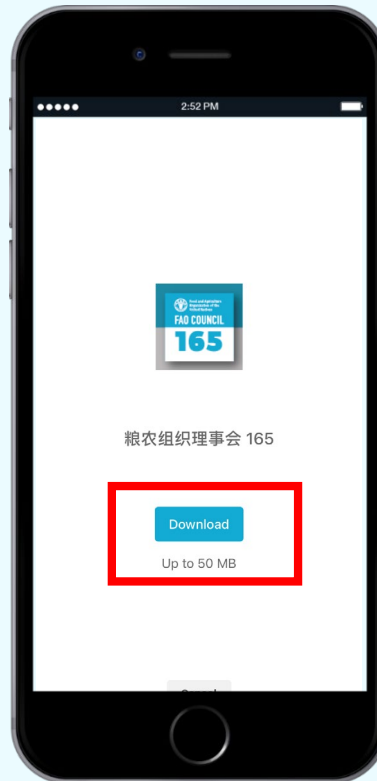 2:52 PM
Food and Agriculture
Organization of the
United Nations
FAO COUNCIL
165
粮农组织理事会 165
Download
Up to 50 MB